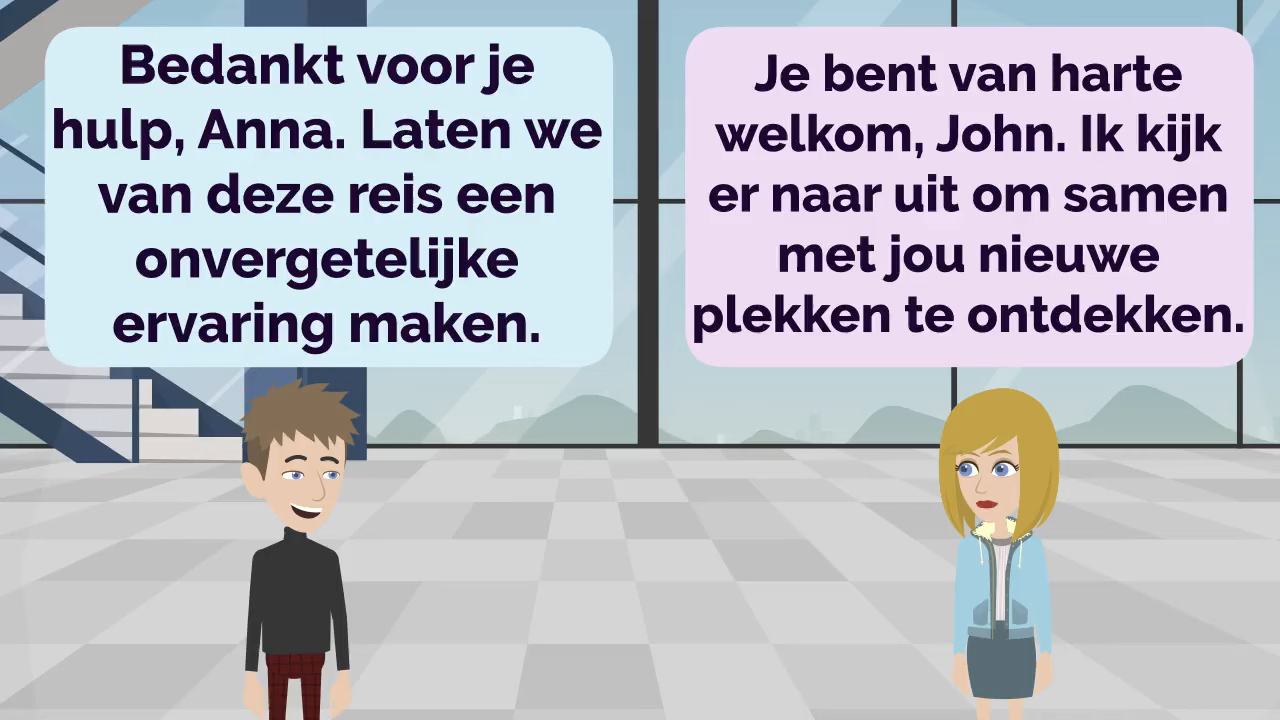 Bedankt voor je
hulp, Anna. Laten we
van deze reis een
onvergetelijke
ervaring maken.
Je bent van harte
welkom, John. Ik kijk
er naar uit om samen
met jou nieuwe
plekken te ontdekken.